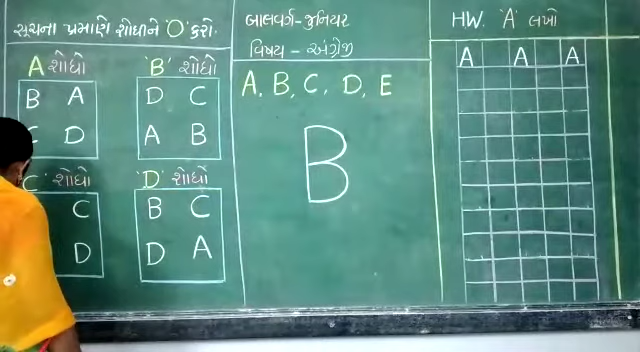 સૂચના પ્રમાણે શોધીને 'O' કરો.
A શોધો
B A
C D
'B' શોધો
D C
A B
C' શોધો
C
D
'D' શોધો
B C
D A
બાલવર્ગ-જુનિયર
વિષય - અંગ્રેજી
A, B, C, D, E
B
HW. 'A' લખો
A A A